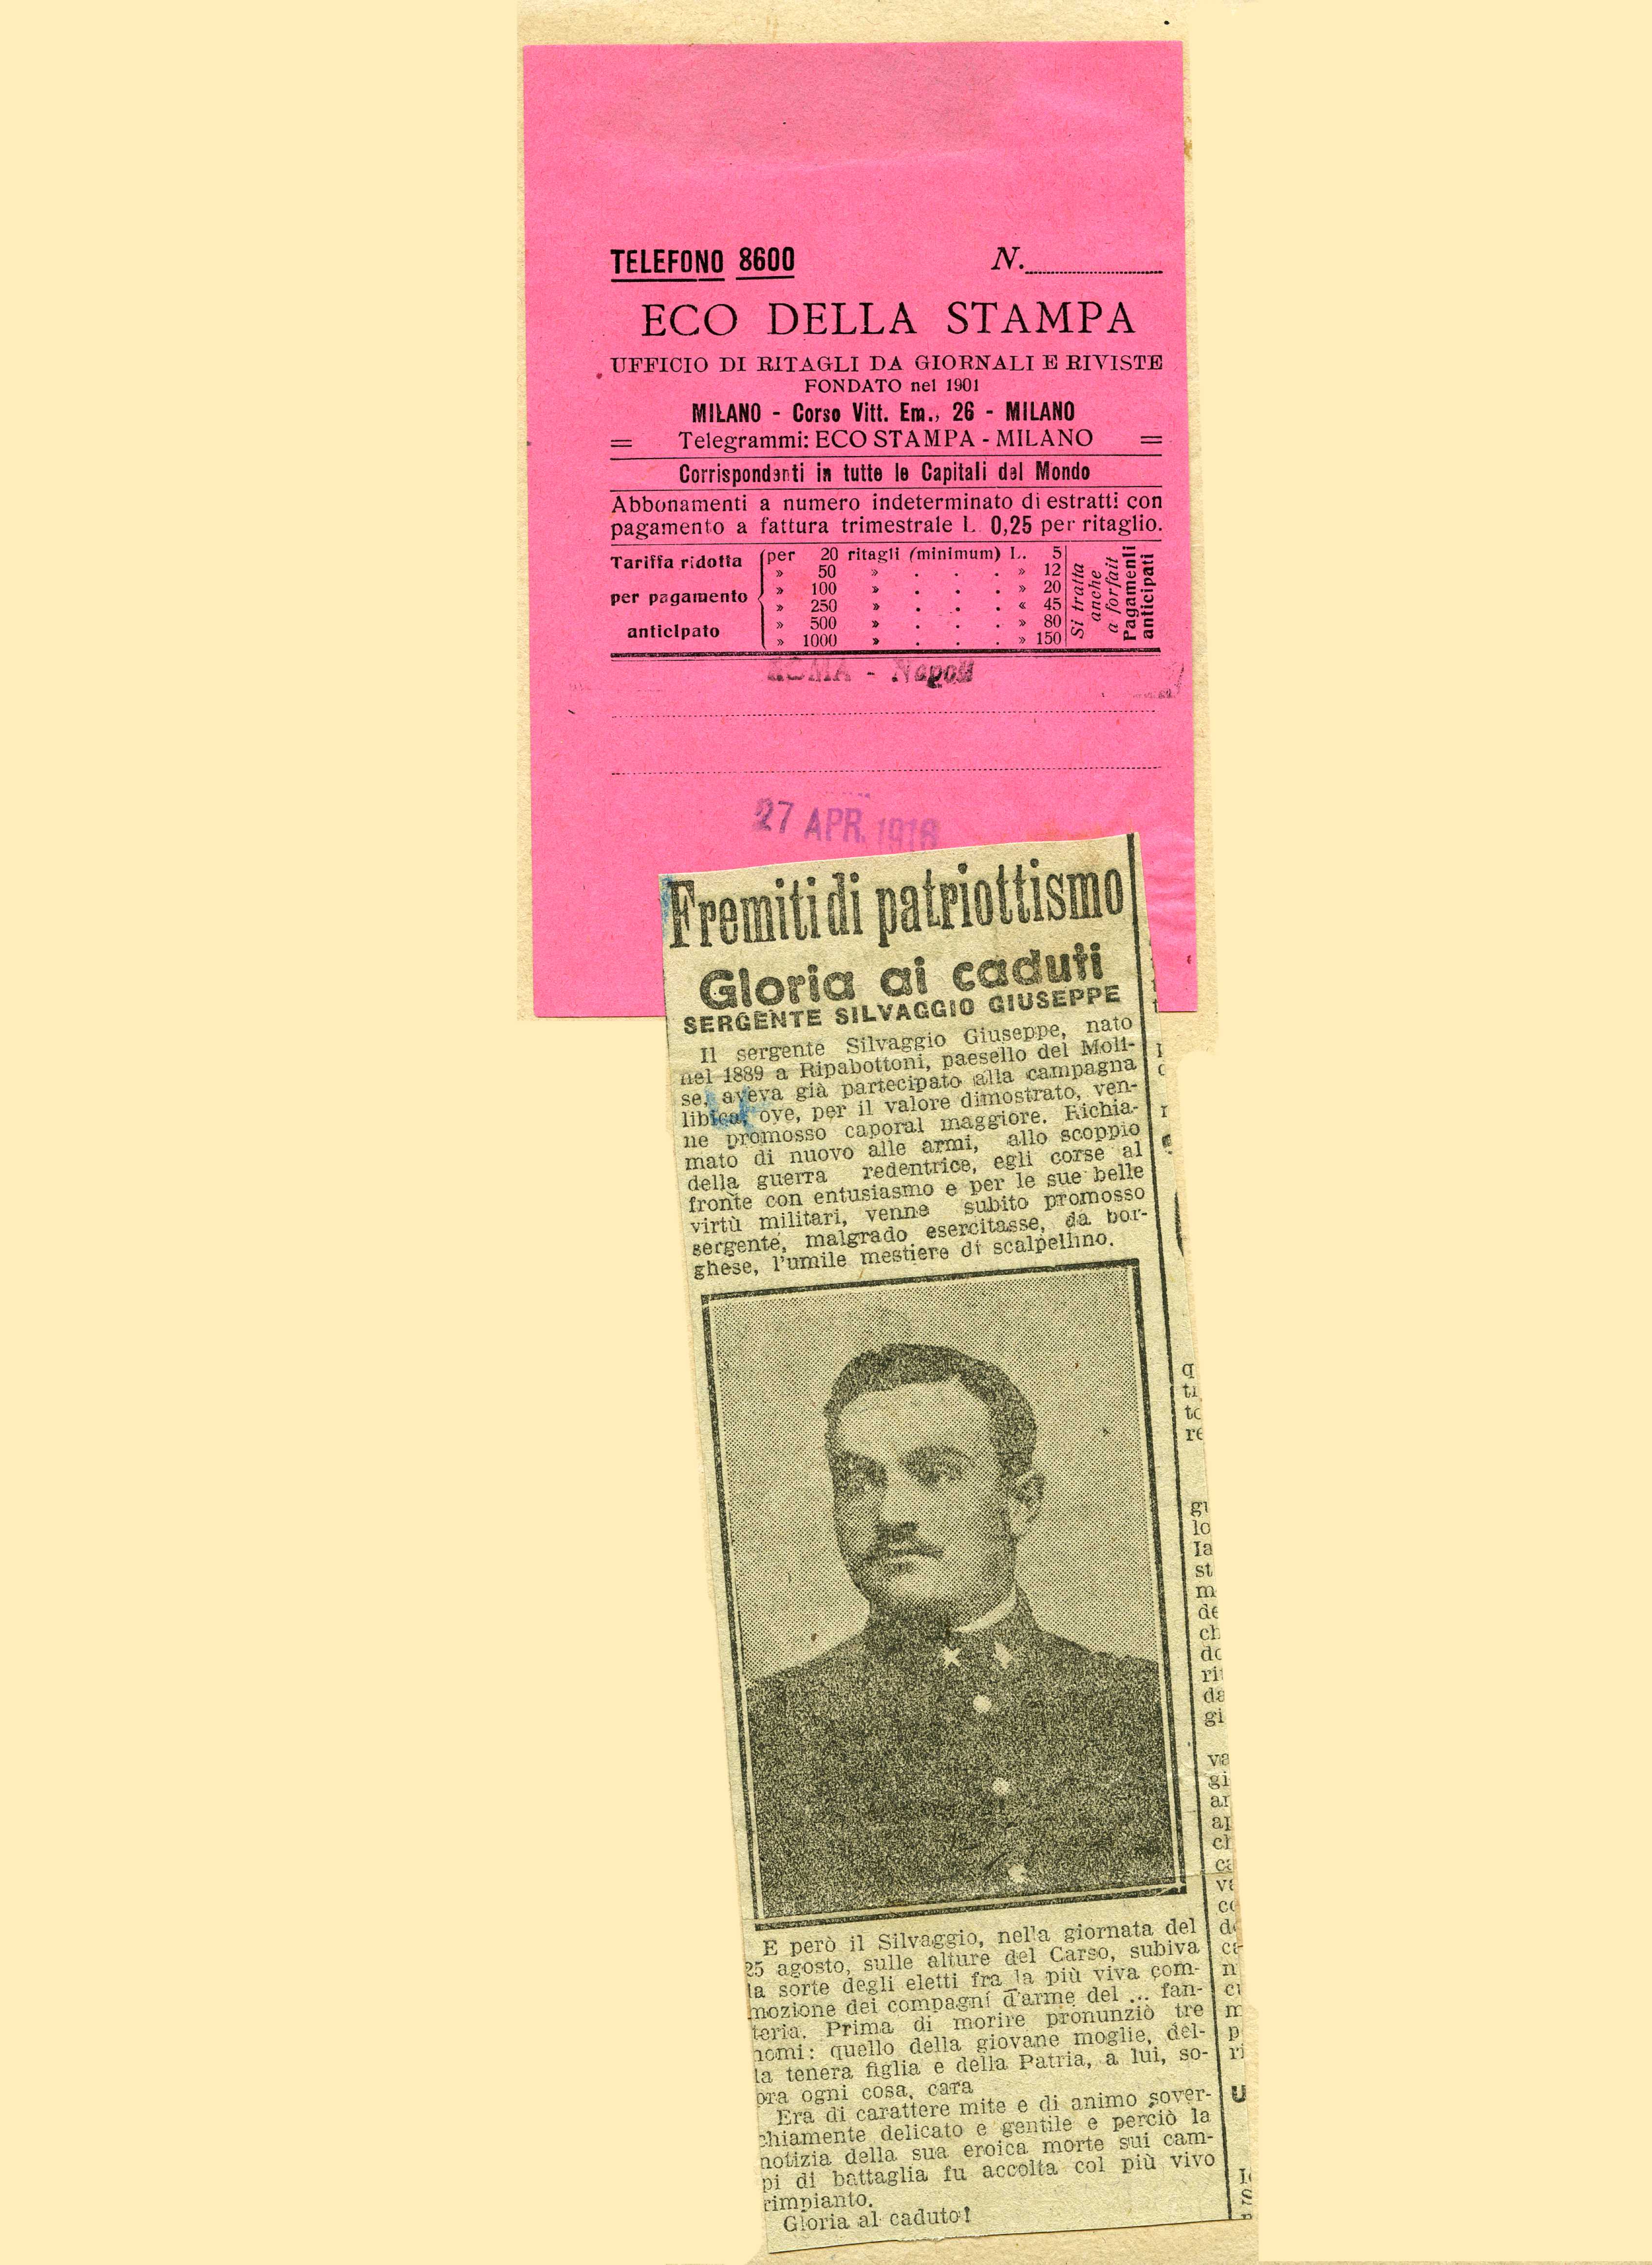 TELEFONO 8600 N.
ECO DELLA STAMPA
UFFICIO DI RITAGLI DA GIORNALI E RIVISTE
FONDATO nel 1901
MILANO - Corso Vitt. Em., 26 - MILANO
= Telegrammi: ECO STAMPA - MILANO =
Corrispondenti in tutte le Capitali del Mondo
Abbonamenti a numero indeterminato di estratti con
pagamento a fattura trimestrale L. 0,25 per ritaglio.
Tariffa ridotta
per pagamento
anticipato
per 20 ritagli (minimum) L. 5
» 50 » . . . » 12
» 100 » . . . » 20
» 250 » . . . « 45
» 500 » . . . » 80
» 1000 » . . . » 150
Si tratta
anche
a forfait
Pagamenti
anticipati
ROMA - Napoli
27 APR. 1916
Fremiti di patriottismo
Gloria ai caduti
SERGENTE SILVAGGIO GIUSEPPE
Il sergente Silvaggio Giuseppe, nato
nel 1889 a Ripabottoni, paesello del Moli-
se, aveva già partecipato alla campagna
libica, ove, per il valore dimostrato, ven-
ne promosso caporal maggiore. Richia-
mato di nuovo alle armi, allo scoppio
della guerra redentrice, egli corse al
fronte con entusiasmo e per le sue belle
virtù militari, venne subito promosso
sergente, malgrado esercitasse, da bor-
ghese, l'umile mestiere di scalpellino.
E però il Silvaggio, nella giornata del
25 agosto, sulle alture del Carso, subiva
la sorte degli eletti fra la più viva com-
mozione dei compagni d'arme del ... fan-
teria. Prima di morire pronunziò tre
nomi: quello della giovane moglie, del-
la tenera figlia e della Patria, a lui, so-
pra ogni cosa, cara
Era di carattere mite e di animo sover-
chiamente delicato e gentile e perciò la
notizia della sua eroica morte sui cam-
pi di battaglia fu accolta col più vivo
rimpianto.
Gloria al caduto!